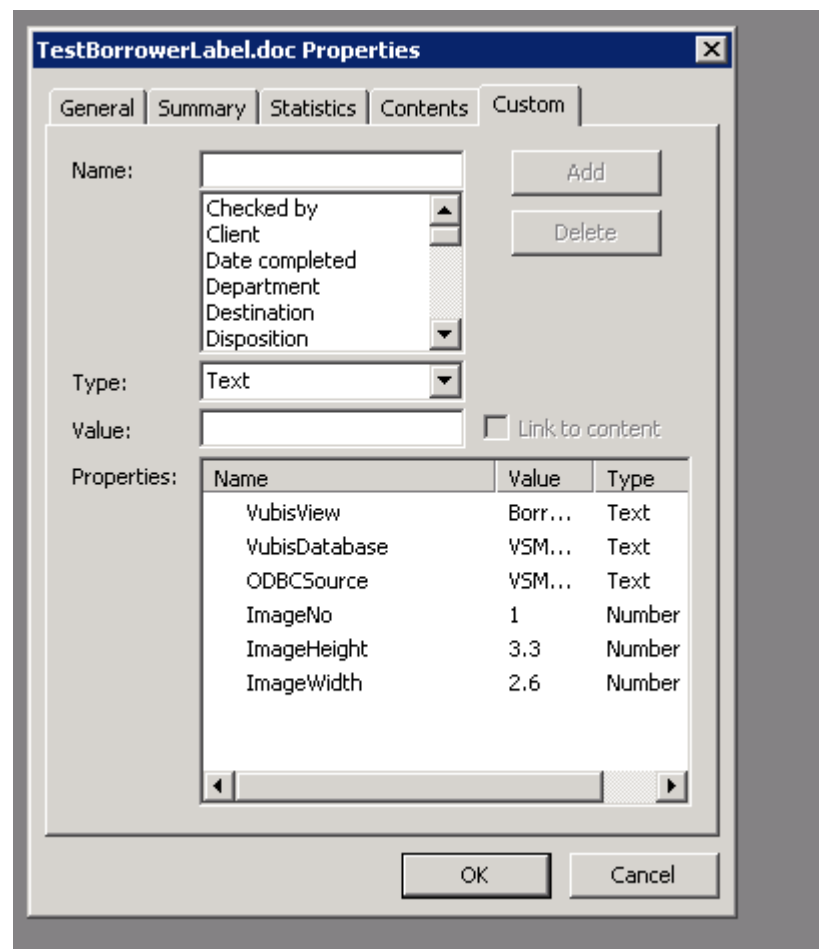 TestBorrowerLabel.doc Properties
General Summary Statistics Contents Custom
Name: Add
Checked by
Client
Date completed
Department
Destination
Disposition
Delete
Type: Text
Value: Link to content
Properties: Name Value Type
VubisView Borr... Text
VubisDatabase VSM... Text
ODBCSource VSM... Text
ImageNo 1 Number
ImageHeight 3.3 Number
ImageWidth 2.6 Number
OK Cancel